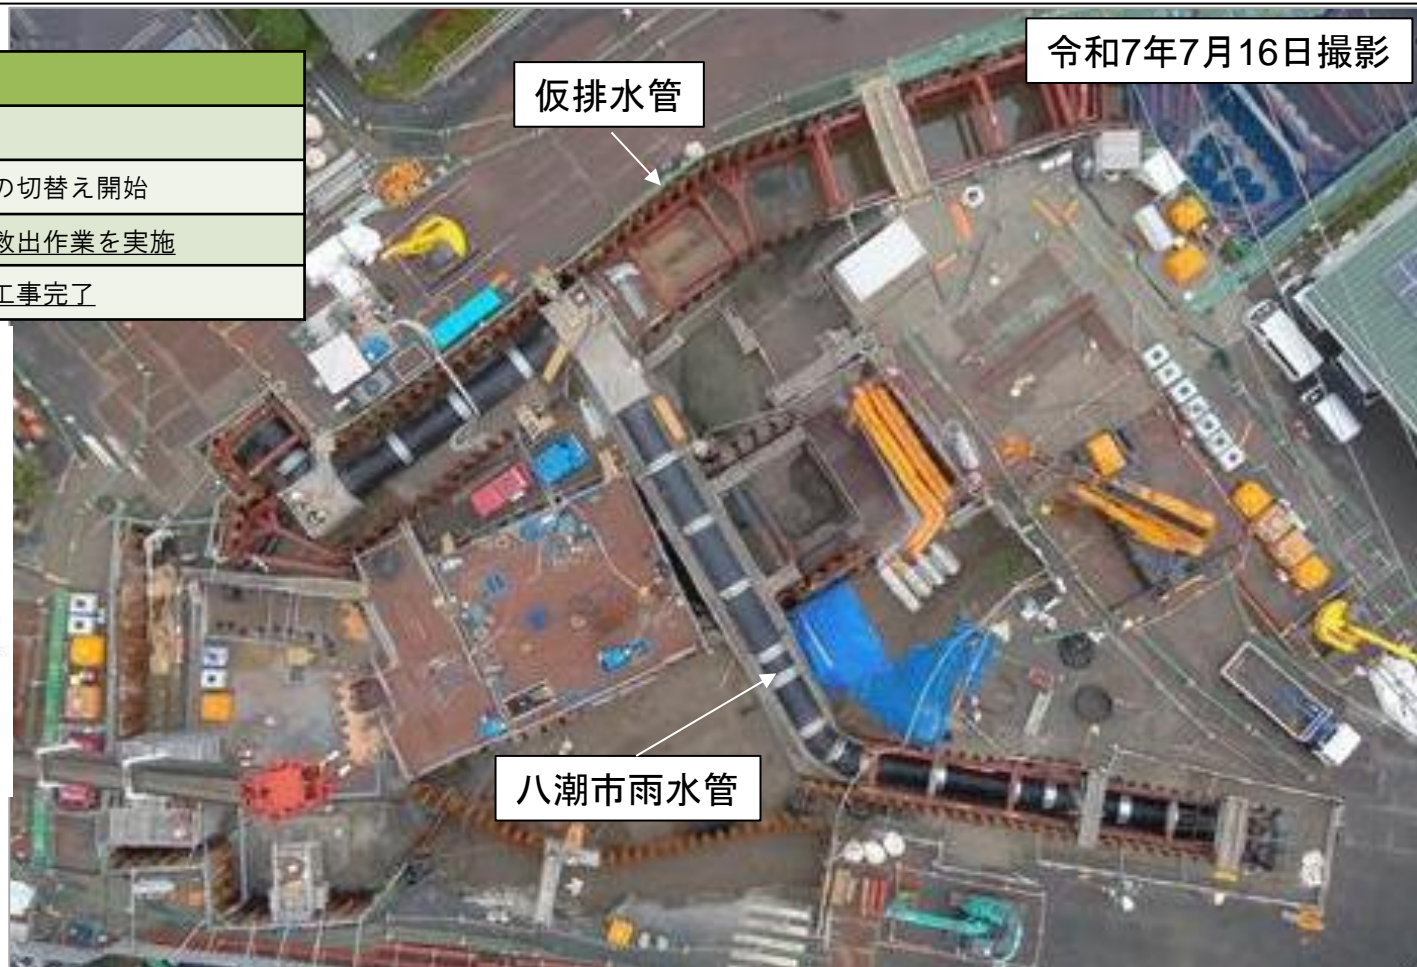 令和7年7月16日撮影
仮排水管
の切替え開始
救出作業を実施
工事完了
八潮市雨水管